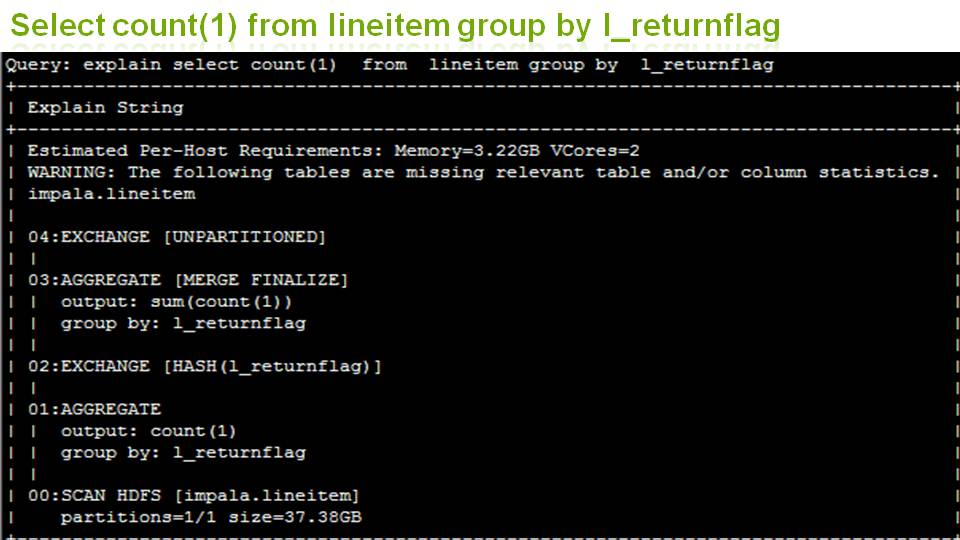 Select count(1) from lineitem group by l_returnflag
Query: explain select count(1)  from  lineitem group by  l_returnflag
+------------------------------------------------------------------------------------+
| Explain String                                                                     |
+------------------------------------------------------------------------------------+
| Estimated Per-Host Requirements: Memory=3.22GB VCores=2                            |
| WARNING: The following tables are missing relevant table and/or column statistics. |
| impala.lineitem                                                                    |
|                                                                                    |
| 04:EXCHANGE [UNPARTITIONED]                                                        |
| |                                                                                  |
| 03:AGGREGATE [MERGE FINALIZE]                                                      |
| |  output: sum(count(1))                                                           |
| |  group by: l_returnflag                                                          |
| |                                                                                  |
| 02:EXCHANGE [HASH(l_returnflag)]                                                   |
| |                                                                                  |
| 01:AGGREGATE                                                                       |
| |  output: count(1)                                                                |
| |  group by: l_returnflag                                                          |
| |                                                                                  |
| 00:SCAN HDFS [impala.lineitem]                                                     |
|    partitions=1/1 size=37.38GB                                                     |
+------------------------------------------------------------------------------------+